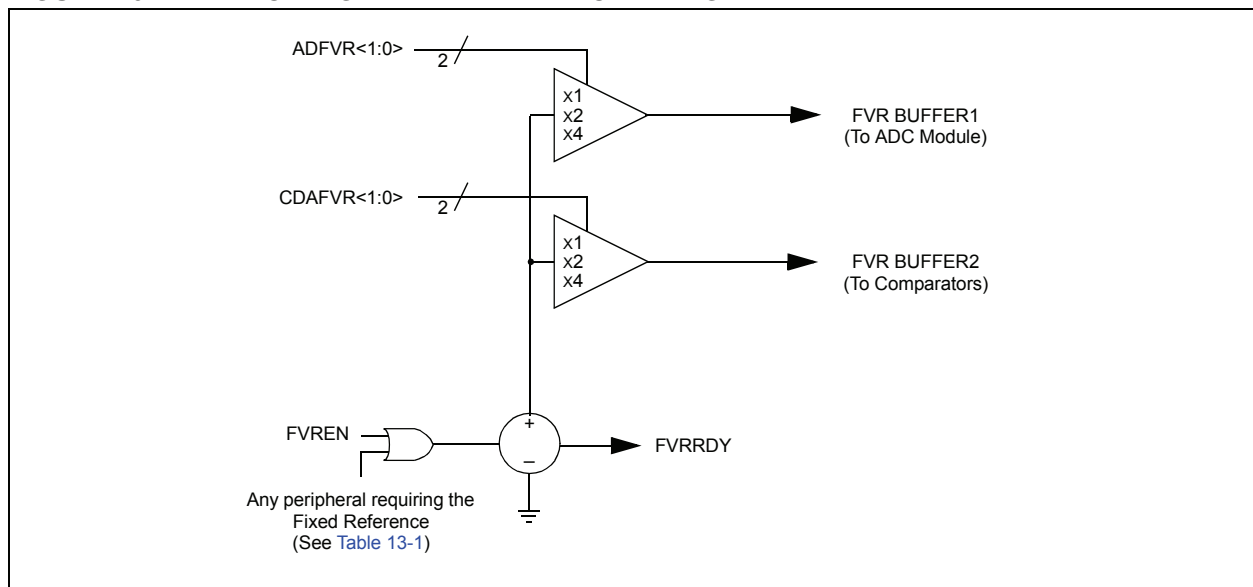 ADFVR<1:0>
2
x1
x2
x4
FVR BUFFER1
(To ADC Module)
CDAFVR<1:0>
2
x1
x2
x4
FVR BUFFER2
(To Comparators)
+
FVREN
FVRRDY
–
Any peripheral requiring the
Fixed Reference
(See Table 13-1)